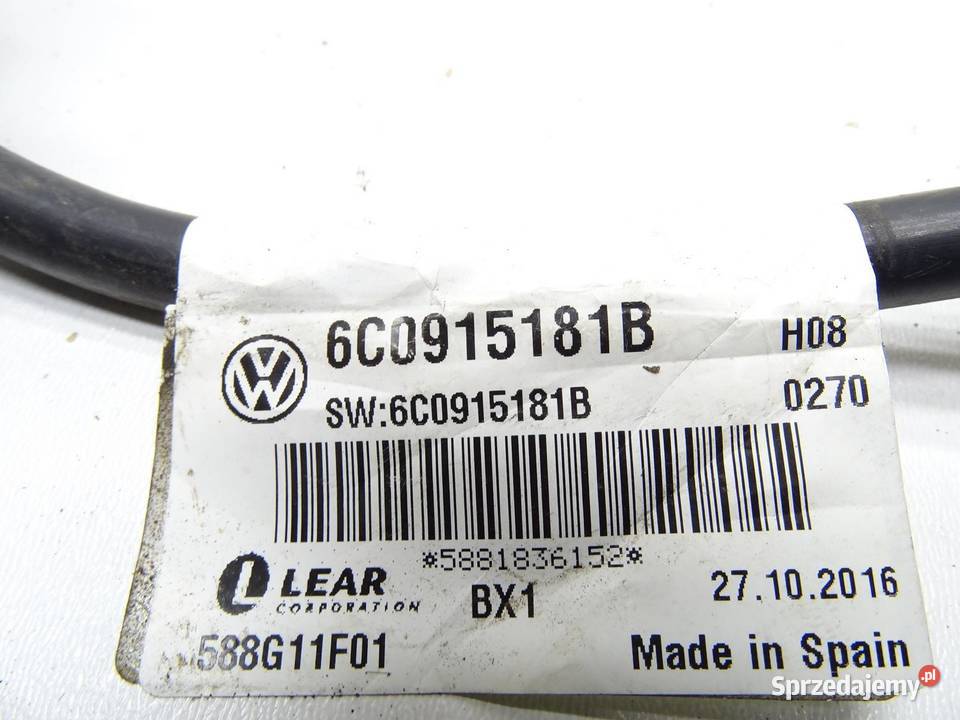 6C0915181B
H08
SW:6C0915181B
0270
*5881836152*
LEAR
CORPORATION
BX1
27.10.2016
588G11F01
Made in Spain
Sprzedajemy.pl